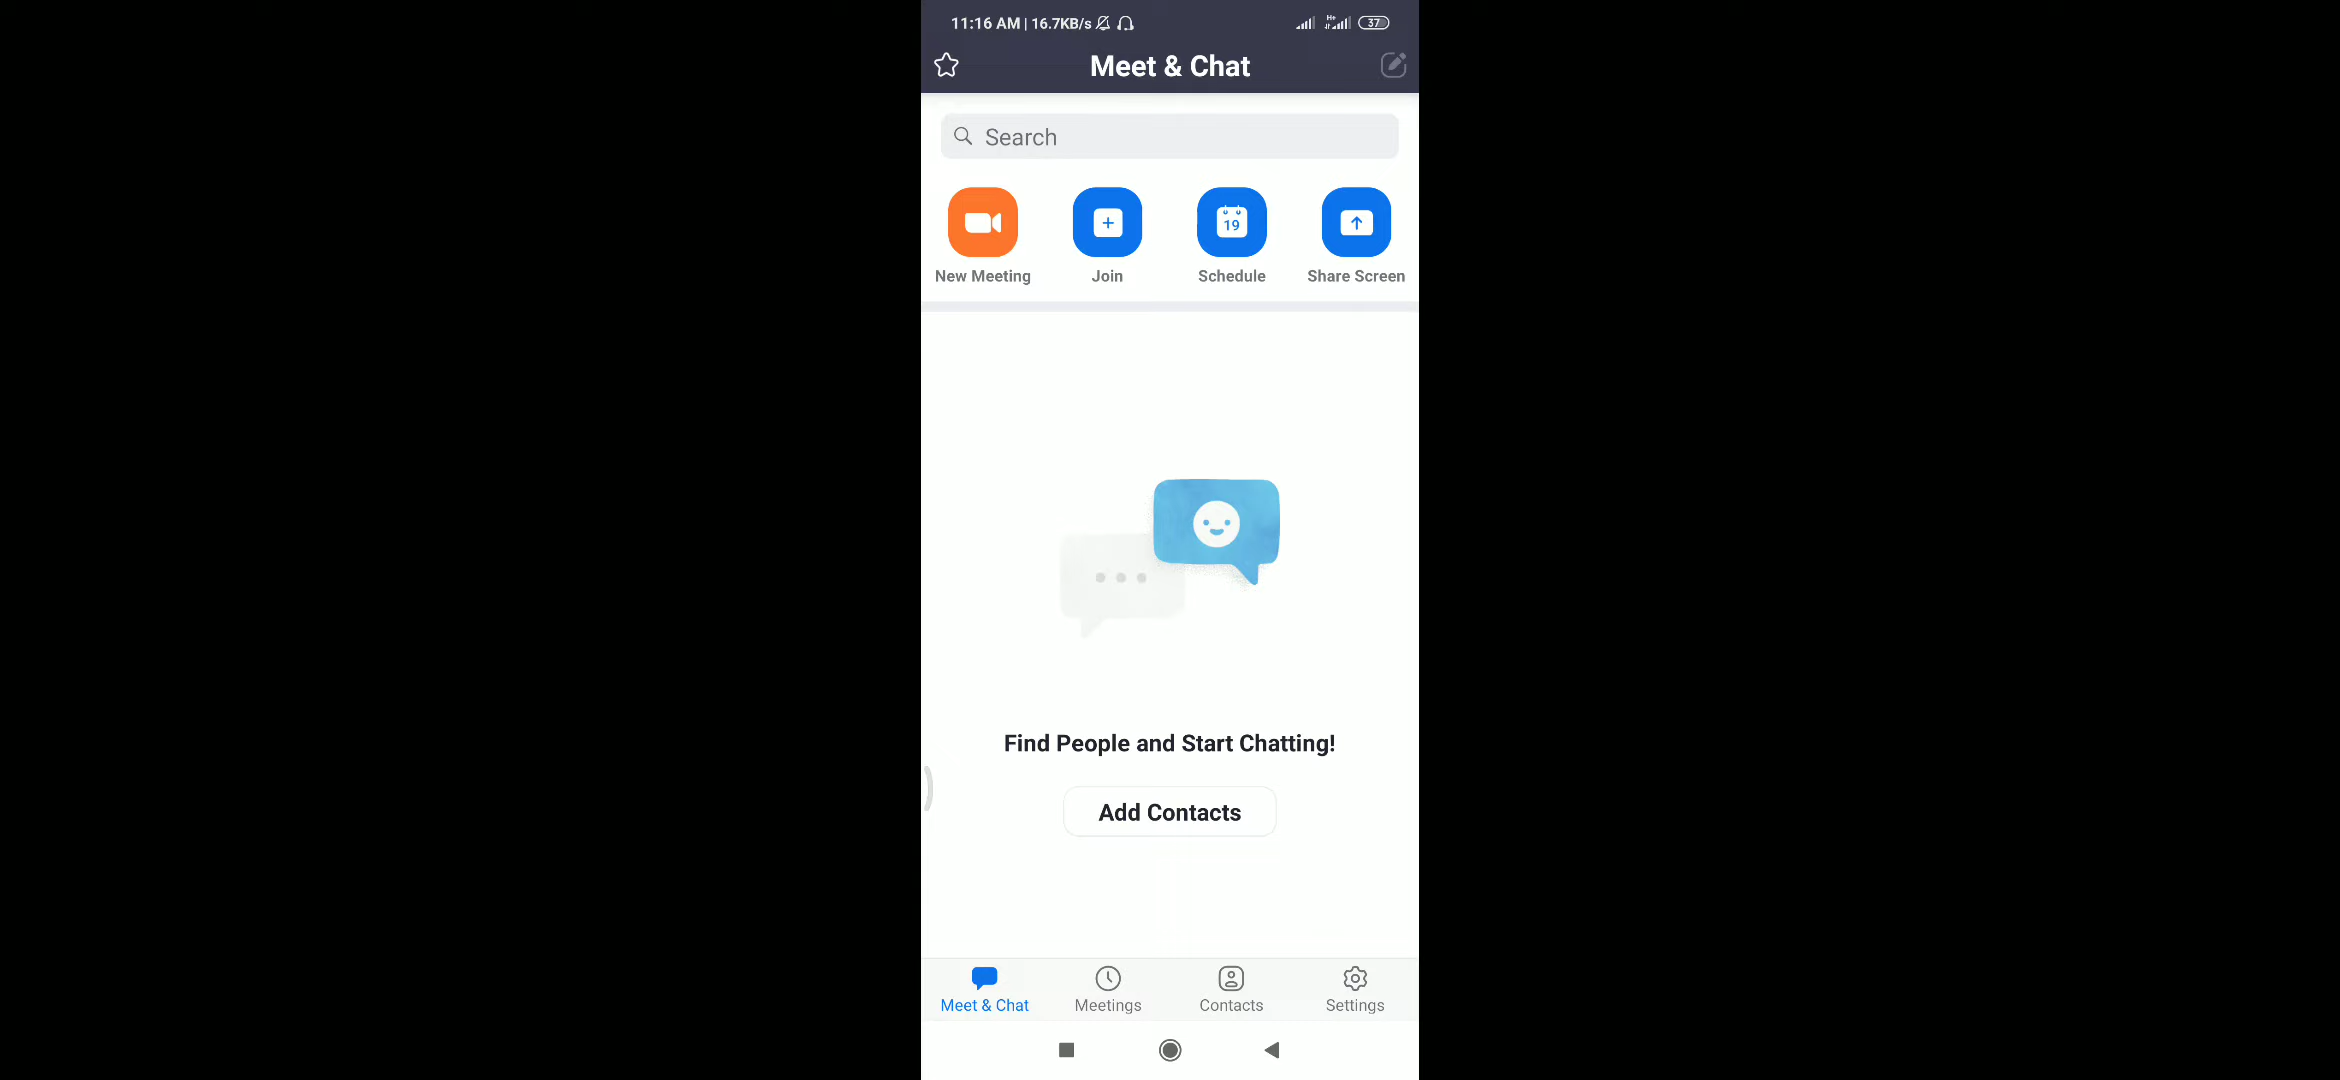 11:16 AM | 16.7KB/s H+ 37
Meet & Chat
Search
19
New Meeting Join Schedule Share Screen
Find People and Start Chatting!
Add Contacts
Meet & Chat Meetings Contacts Settings